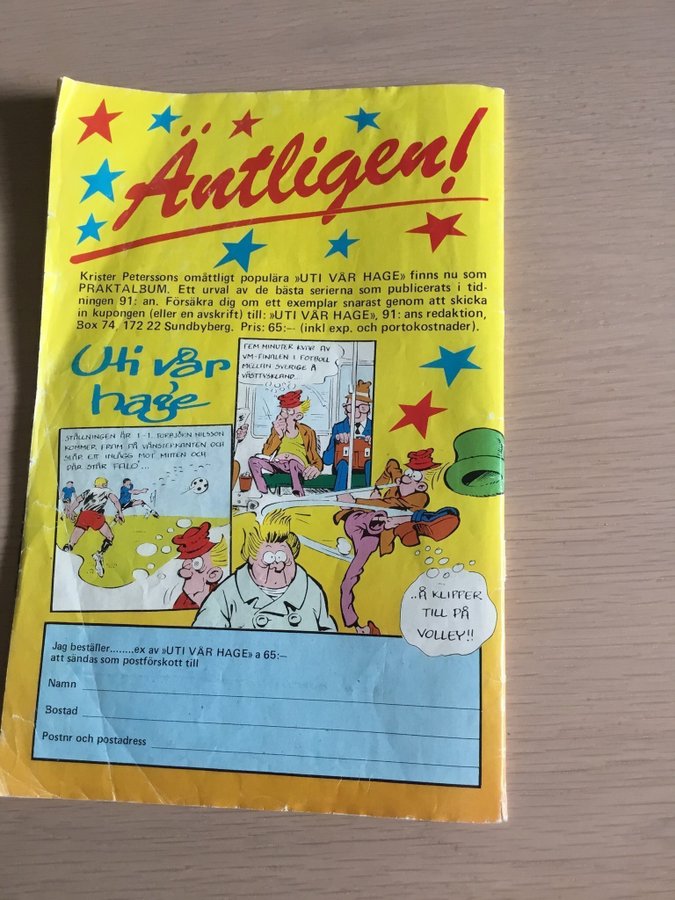 Äntligen!
Krister Peterssons omåttligt populära »UTI VÅR HAGE» finns nu som
PRAKTALBUM. Ett urval av de bästa serierna som publicerats i tid-
ningen 91: an. Försäkra dig om ett exemplar snarast genom att skicka
in kupongen (eller en avskrift) till: »UTI VÅR HAGE», 91: ans redaktion,
Box 74, 172 22 Sundbyberg. Pris: 65:— (inkl exp. och portokostnader).
Uti vår
hage
FEM MINUTER KVAR AV
VM-FINALEN I FOTBOLL
MELLAN SVERIGE Å
VÄSTTYSKLAND...
STÄLLNINGEN ÄR 1-1. TORBJÖRN NILSSON
KOMMER FRAM PÅ VÄNSTERKANTEN OCH
SLÅR ETT INLÄGG MOT MITTEN OCH
DÄR STÅR FALO'...
..Å KLIPPER
TILL PÅ
VOLLEY!!
Jag beställer........ex av »UTI VÅR HAGE» a 65:—
att sändas som postförskott till
Namn
Bostad
Postnr och postadress